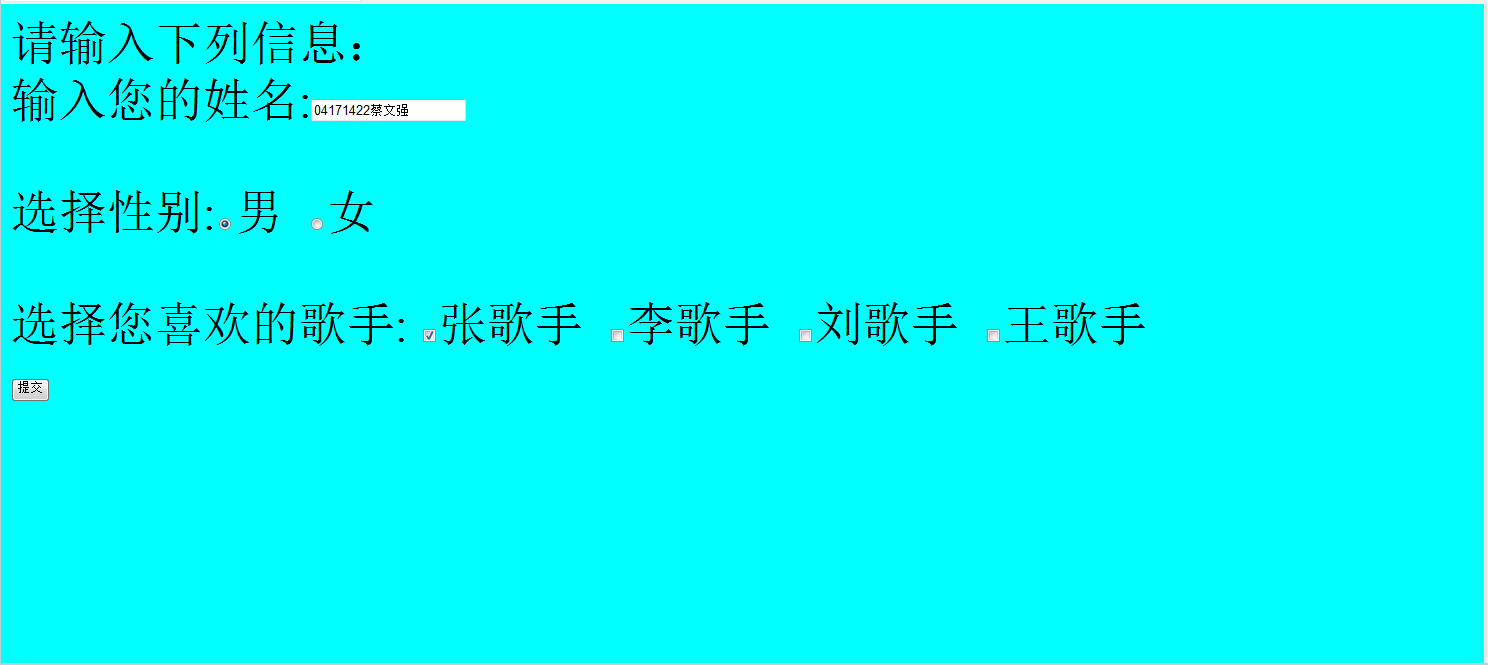 请输入下列信息：
输入您的姓名:04171422蔡文强
选择性别:男 女
选择您喜欢的歌手: 张歌手 李歌手 刘歌手 王歌手
提交